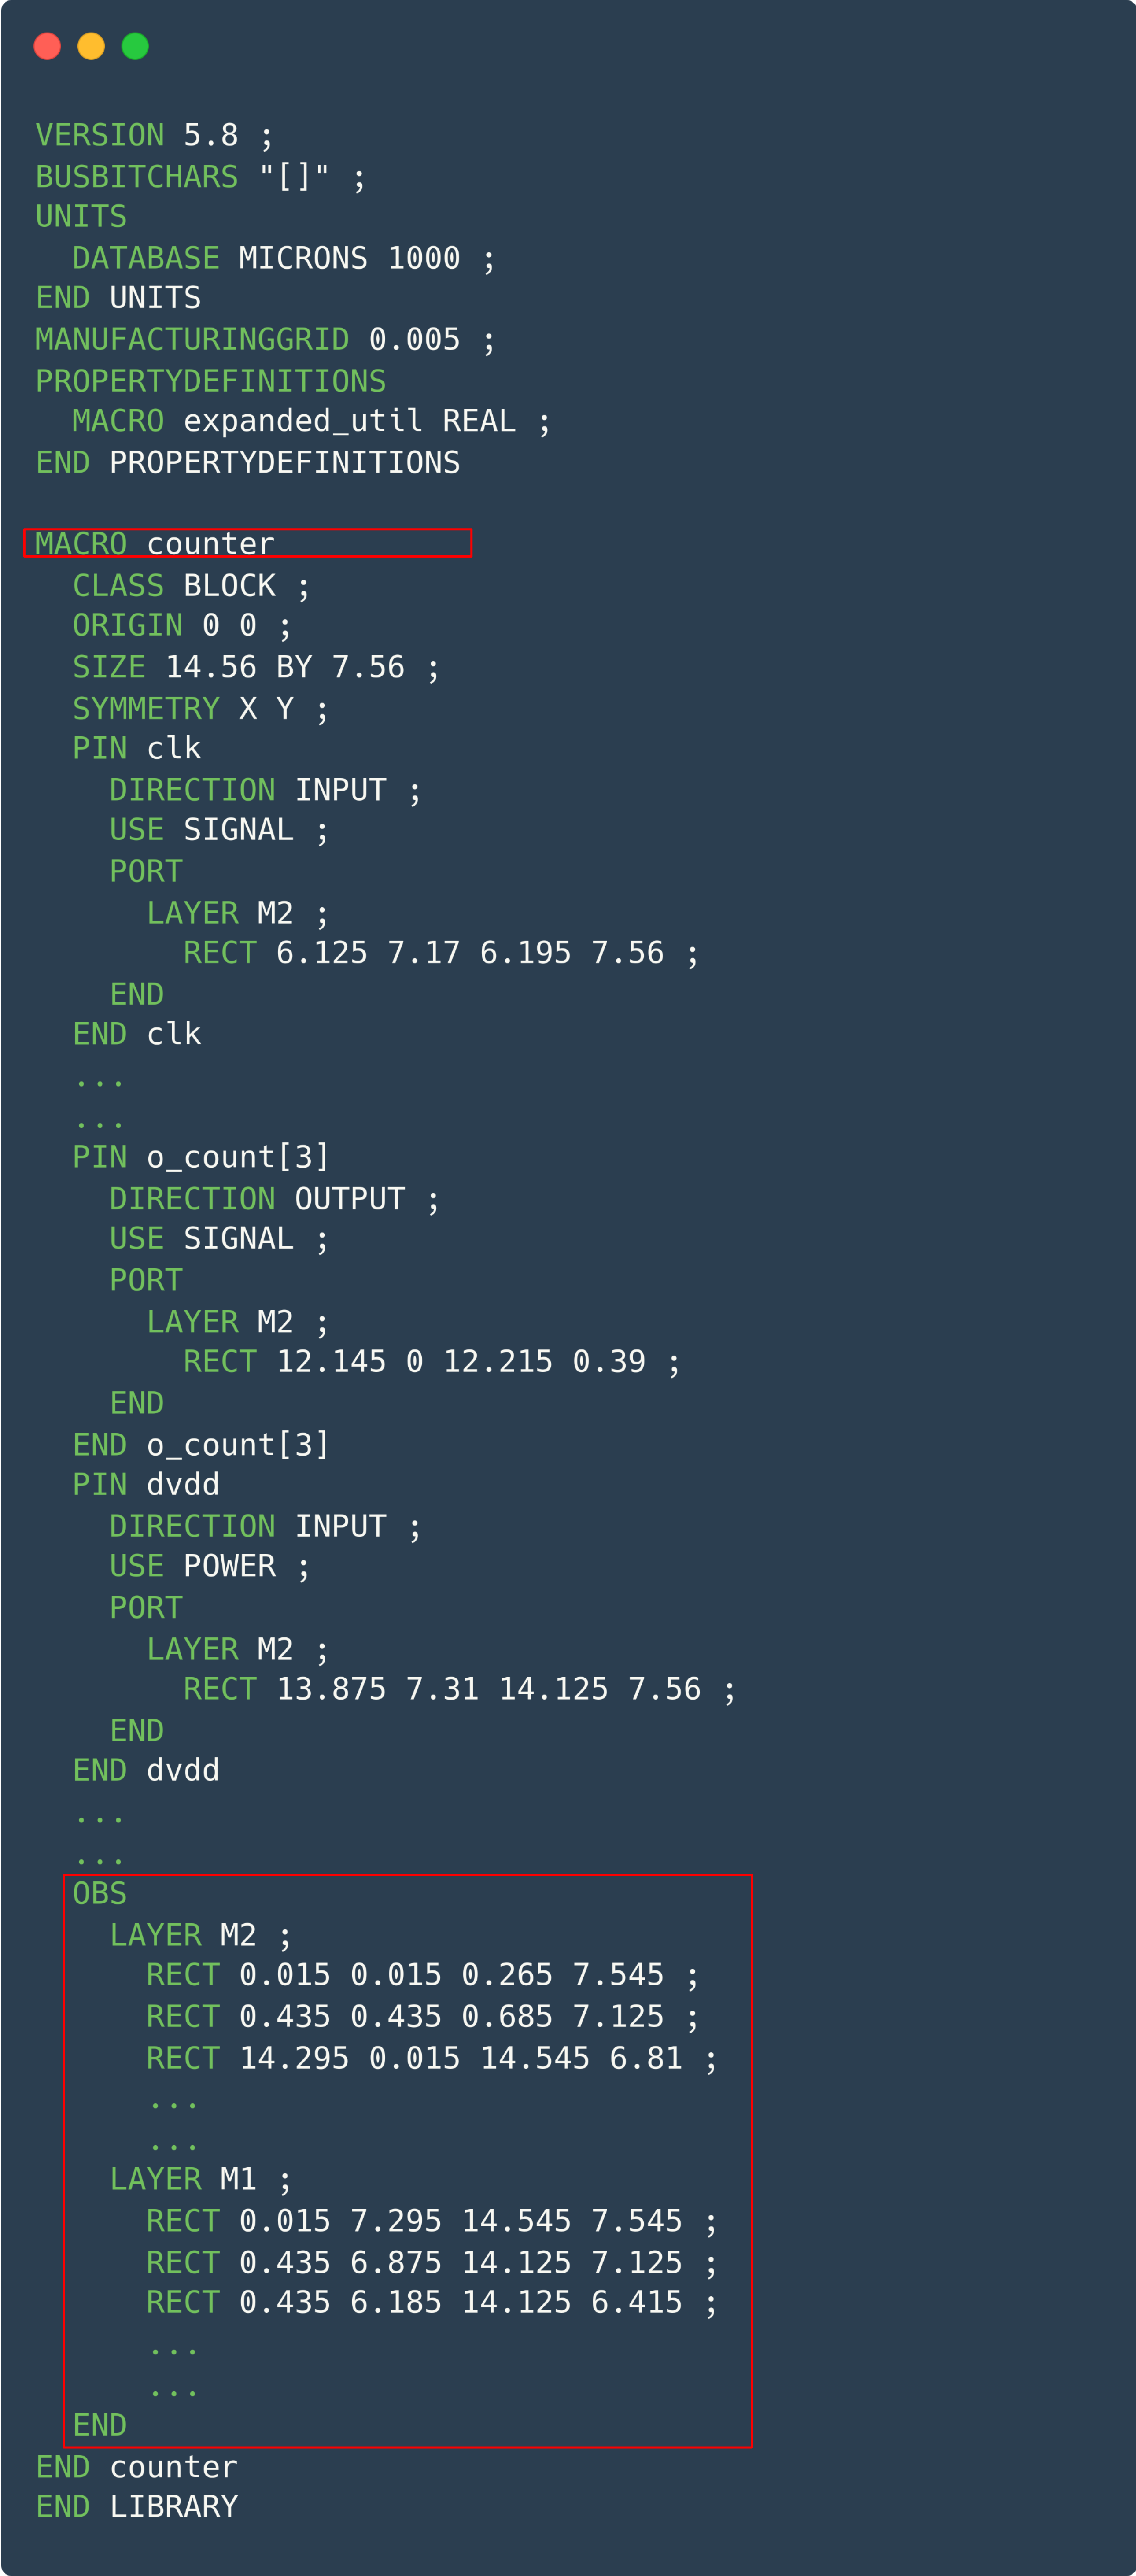 VERSION 5.8 ;
BUSBITCHARS "[]" ;
UNITS
  DATABASE MICRONS 1000 ;
END UNITS
MANUFACTURINGGRID 0.005 ;
PROPERTYDEFINITIONS
  MACRO expanded_util REAL ;
END PROPERTYDEFINITIONS

MACRO counter
  CLASS BLOCK ;
  ORIGIN 0 0 ;
  SIZE 14.56 BY 7.56 ;
  SYMMETRY X Y ;
  PIN clk
    DIRECTION INPUT ;
    USE SIGNAL ;
    PORT
      LAYER M2 ;
        RECT 6.125 7.17 6.195 7.56 ;
    END
  END clk
  ...
  ...
  PIN o_count[3]
    DIRECTION OUTPUT ;
    USE SIGNAL ;
    PORT
      LAYER M2 ;
        RECT 12.145 0 12.215 0.39 ;
    END
  END o_count[3]
  PIN dvdd
    DIRECTION INPUT ;
    USE POWER ;
    PORT
      LAYER M2 ;
        RECT 13.875 7.31 14.125 7.56 ;
    END
  END dvdd
  ...
  ...
  OBS
    LAYER M2 ;
      RECT 0.015 0.015 0.265 7.545 ;
      RECT 0.435 0.435 0.685 7.125 ;
      RECT 14.295 0.015 14.545 6.81 ;
      ...
      ...
    LAYER M1 ;
      RECT 0.015 7.295 14.545 7.545 ;
      RECT 0.435 6.875 14.125 7.125 ;
      RECT 0.435 6.185 14.125 6.415 ;
      ...
      ...
  END
END counter
END LIBRARY